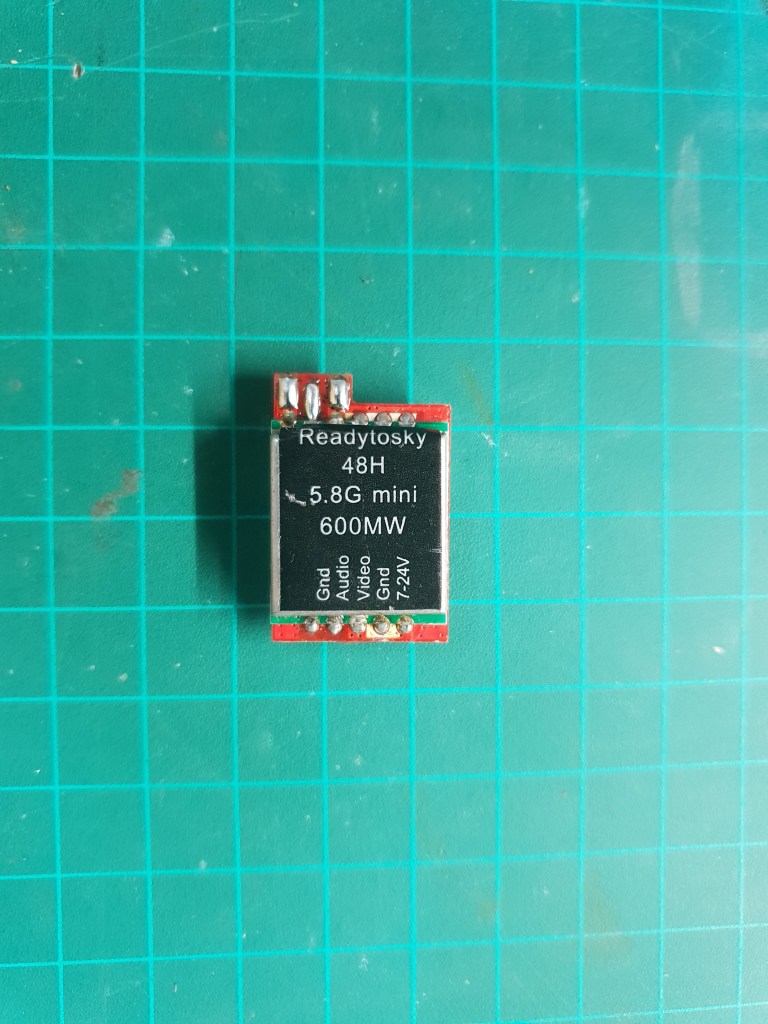 Readytosky
48H
5.8G mini
600MW
Gnd
Audio
Video
Gnd
7-24V